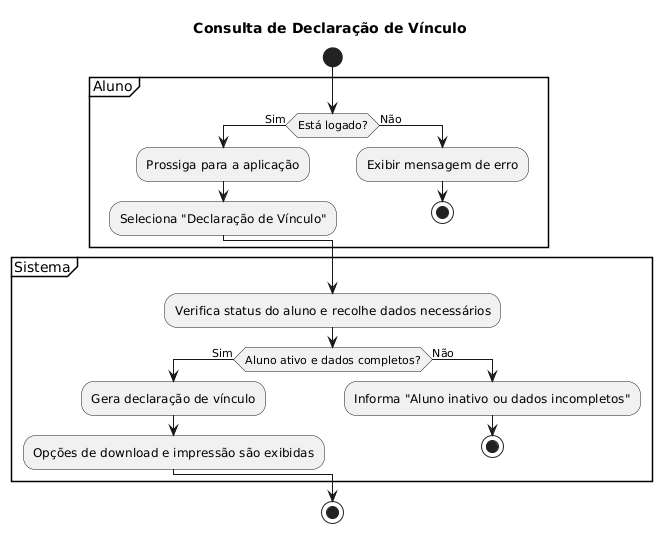 Consulta de Declaração de Vínculo
Aluno
Está logado?
Sim
Não
Prossiga para a aplicação
Exibir mensagem de erro
Seleciona "Declaração de Vínculo"
Sistema
Verifica status do aluno e recolhe dados necessários
Aluno ativo e dados completos?
Sim
Não
Gera declaração de vínculo
Informa "Aluno inativo ou dados incompletos"
Opções de download e impressão são exibidas